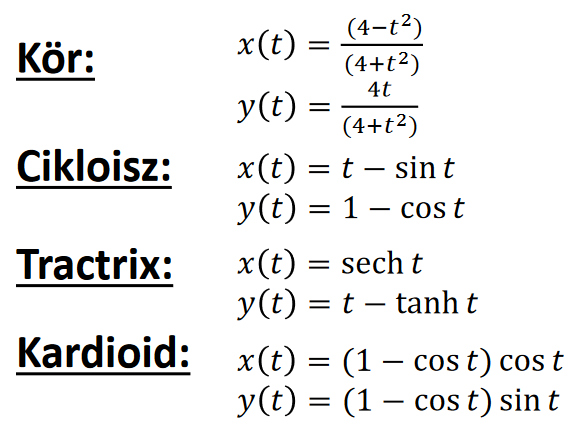 Kör: x(t) = (4−t²)/(4+t²)
y(t) = 4t/(4+t²)
Cikloisz: x(t) = t − sin t
y(t) = 1 − cos t
Tractrix: x(t) = sech t
y(t) = t − tanh t
Kardioid: x(t) = (1 − cos t) cos t
y(t) = (1 − cos t) sin t